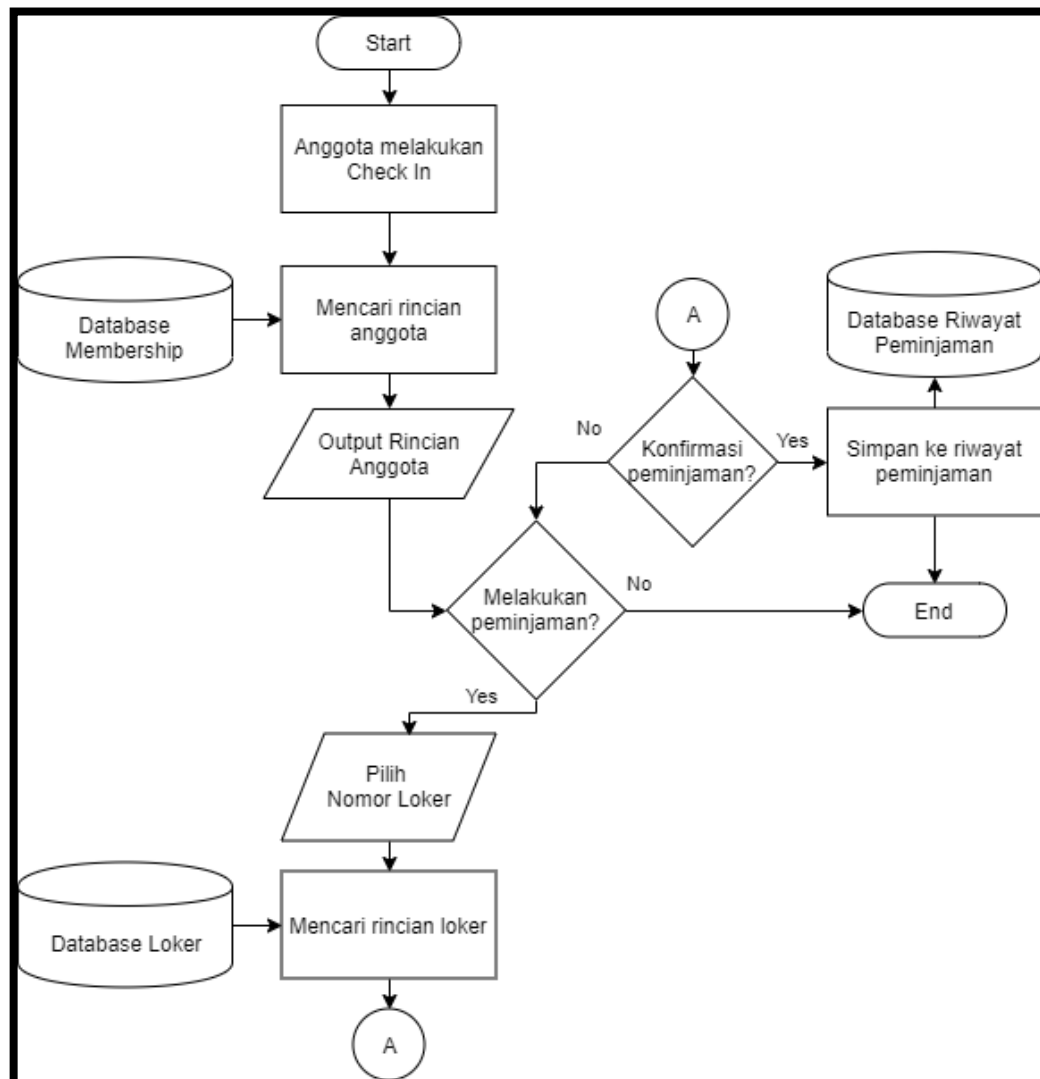 Start
Anggota melakukan
Check In
Database
Membership
Mencari rincian
anggota
Output Rincian
Anggota
A
Database Riwayat
Peminjaman
No
Konfirmasi
peminjaman?
Yes
Simpan ke riwayat
peminjaman
Melakukan
peminjaman?
No
End
Yes
Pilih
Nomor Loker
Database Loker
Mencari rincian loker
A